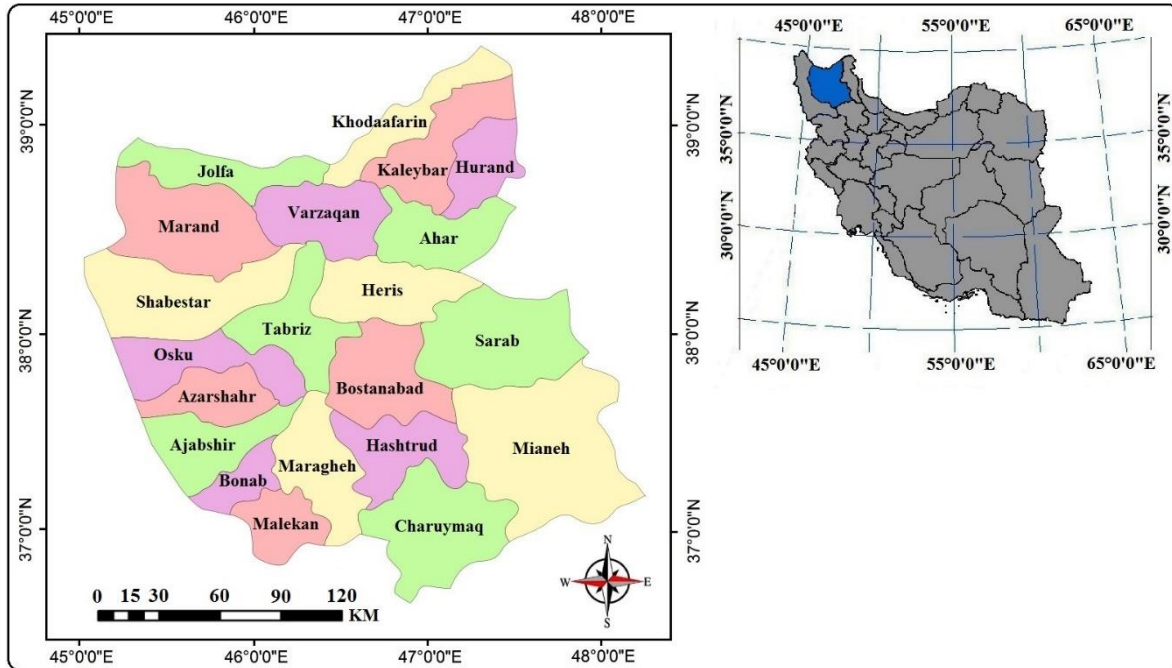 45°0'0"E 46°0'0"E 47°0'0"E 48°0'0"E
39°0'0"N
38°0'0"N
37°0'0"N
Khodaafarin
Jolfa
Kaleybar
Hurand
Marand
Varzaqan
Ahar
Shabestar
Heris
Tabriz
Sarab
Osku
Azarshahr
Bostanabad
Ajabshir
Hashtrud
Mianeh
Bonab
Maragheh
Malekan
Charuymaq
0 15 30 60 90 120
KM
N
W E
S
39°0'0"N
38°0'0"N
37°0'0"N
45°0'0"E 46°0'0"E 47°0'0"E 48°0'0"E
45°0'0"E 55°0'0"E 65°0'0"E
35°0'0"N
30°0'0"N
35°0'0"N
30°0'0"N
45°0'0"E 55°0'0"E 65°0'0"E